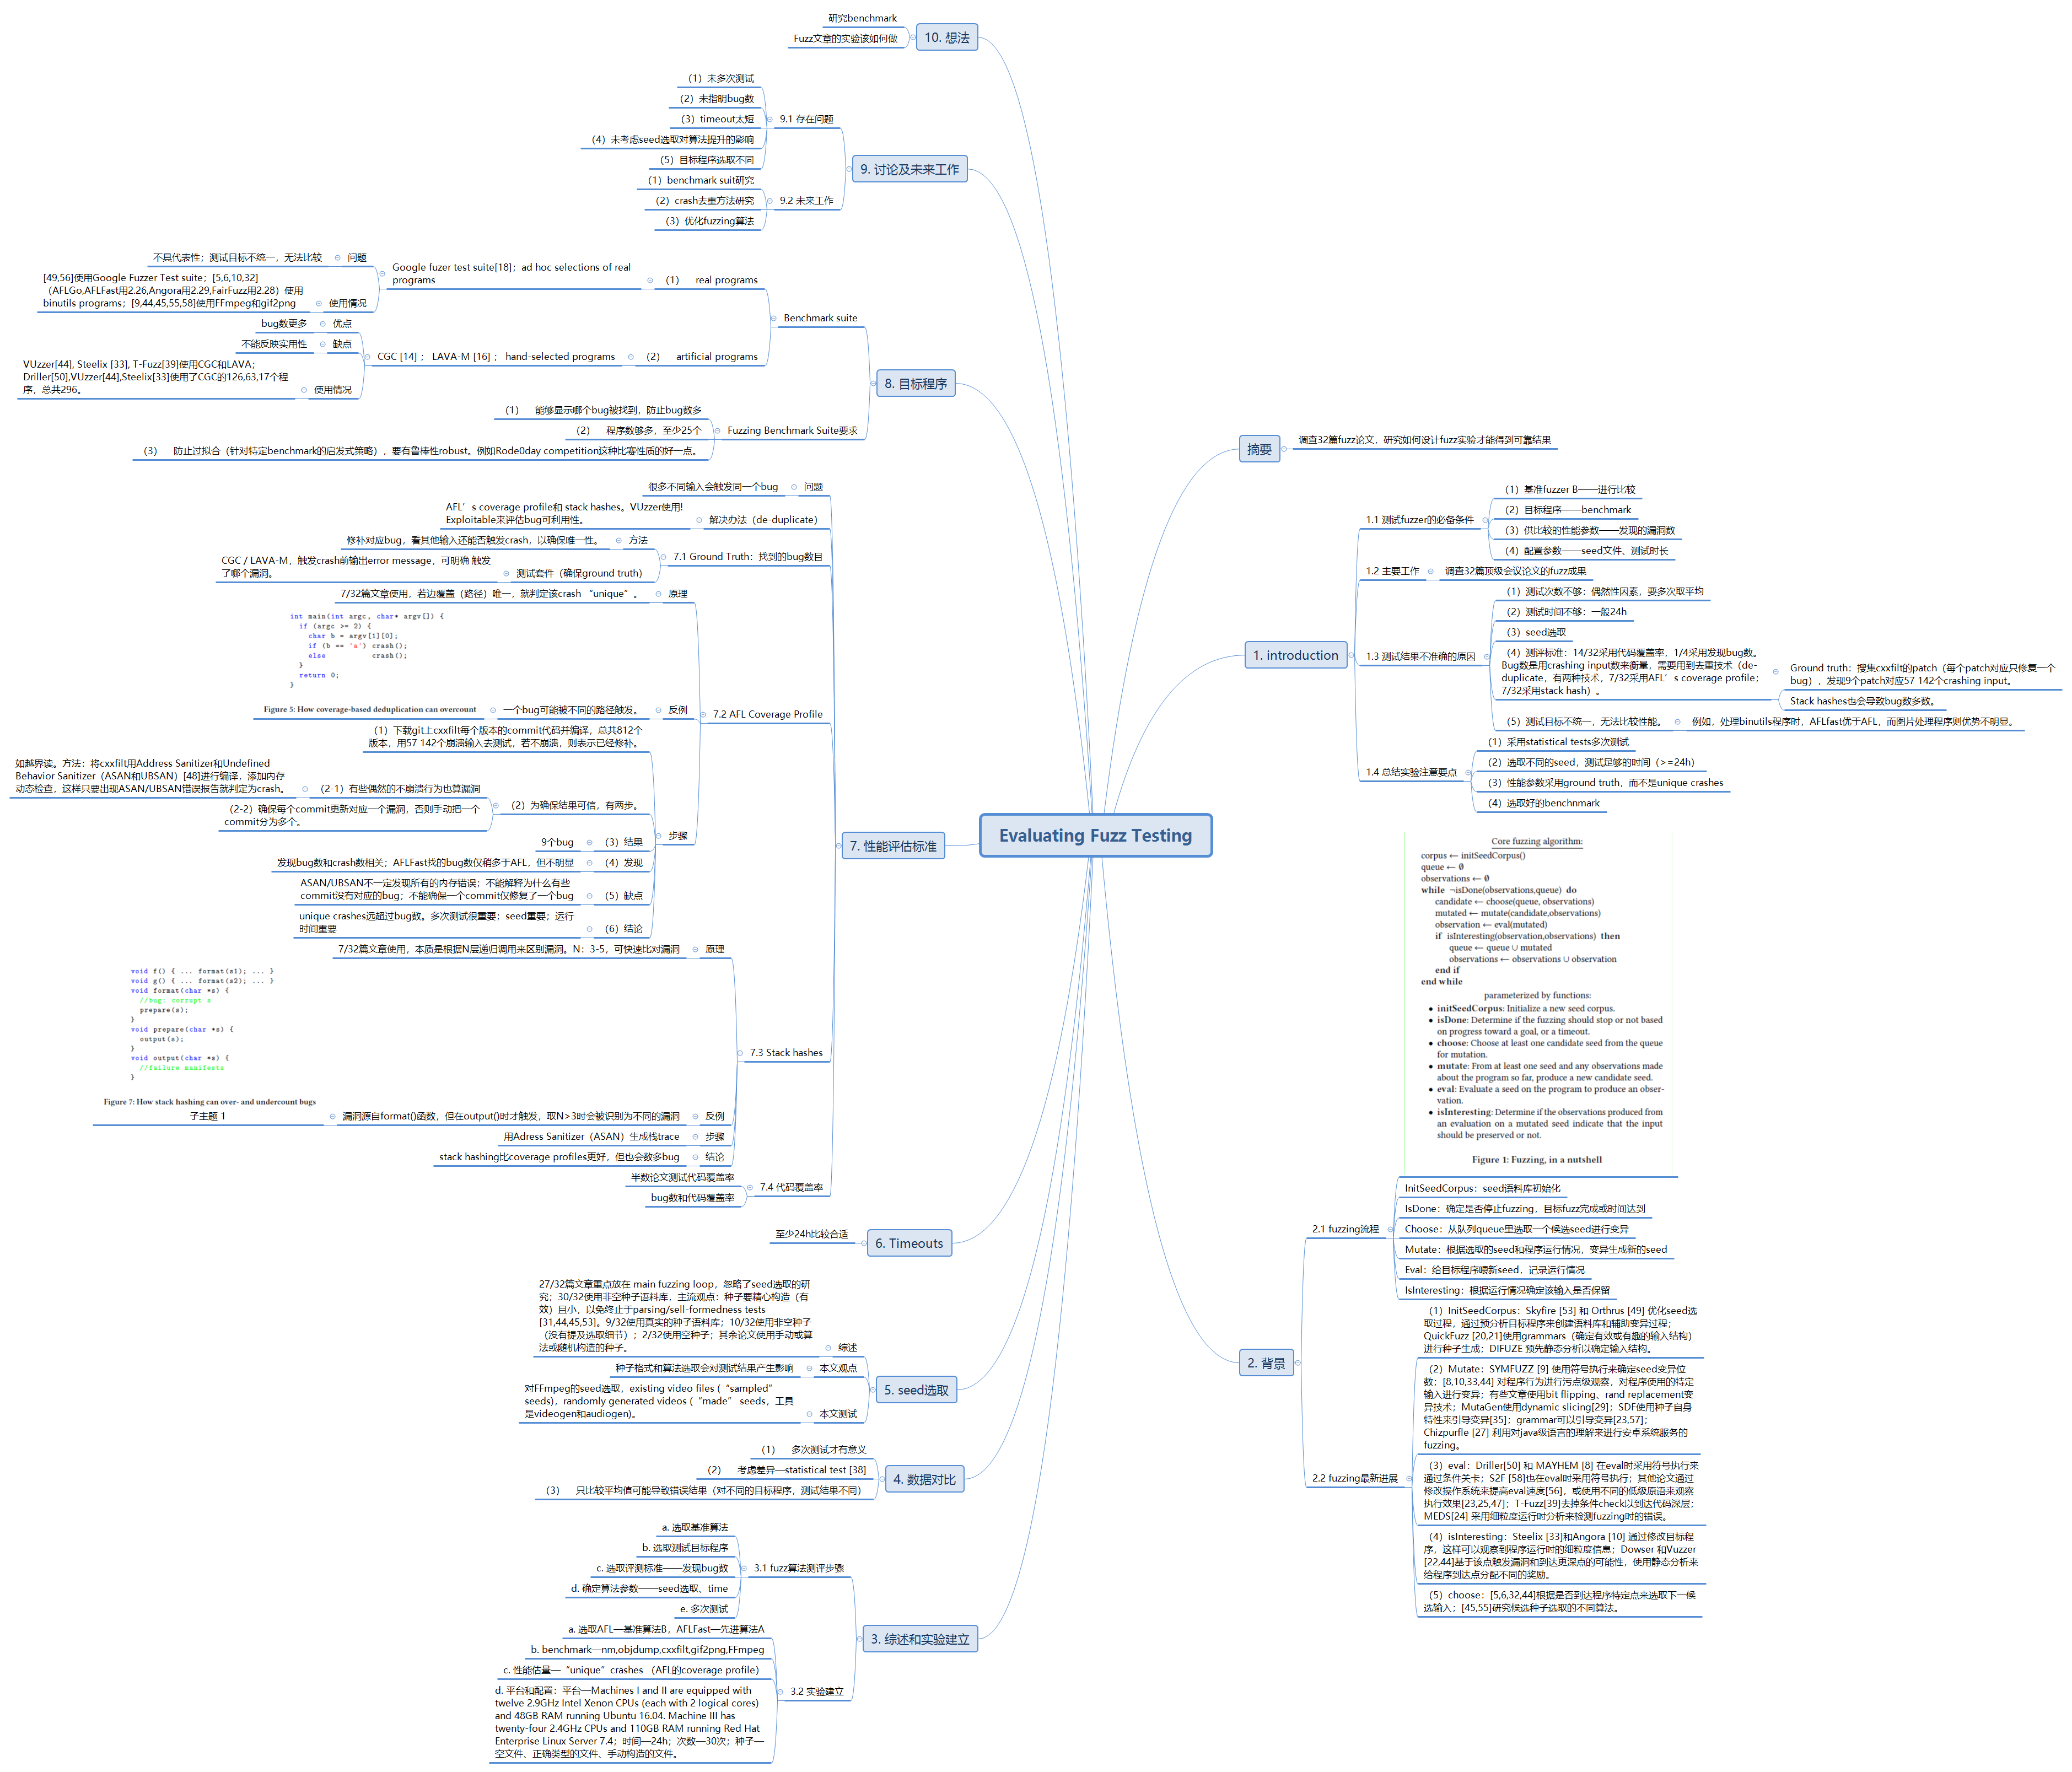 Evaluating Fuzz Testing
摘要
调查32篇fuzz论文，研究如何设计fuzz实验才能得到可靠结果
1. introduction
1.1 测试fuzzer的必备条件
（1）基准fuzzer B——进行比较
（2）目标程序——benchmark
（3）供比较的性能参数——发现的漏洞数
（4）配置参数——seed文件、测试时长
1.2 主要工作
调查32篇顶级会议论文的fuzz成果
1.3 测试结果不准确的原因
（1）测试次数不够：偶然性因素，要多次取平均
（2）测试时间不够：一般24h
（3）seed选取
（4）测评标准：14/32采用代码覆盖率，1/4采用发现bug数。
Bug数是用crashing input数来衡量，需要用到去重技术（de-
duplicate，有两种技术，7/32采用AFL’s coverage profile；
7/32采用stack hash）。
Ground truth：搜集cxxfilt的patch（每个patch对应只修复一个
bug），发现9个patch对应57 142个crashing input。
Stack hashes也会导致bug数多数。
（5）测试目标不统一，无法比较性能。
例如，处理binutils程序时，AFLfast优于AFL，而图片处理程序则优势不明显。
1.4 总结实验注意要点
（1）采用statistical tests多次测试
（2）选取不同的seed，测试足够的时间（>=24h）
（3）性能参数采用ground truth，而不是unique crashes
（4）选取好的benchnmark
2. 背景
2.1 fuzzing流程
Core fuzzing algorithm:
corpus ← initSeedCorpus()
queue ← ∅
observations ← ∅
while ¬isDone(observations,queue) do
candidate ← choose(queue, observations)
mutated ← mutate(candidate,observations)
observation ← eval(mutated)
if isInteresting(observation,observations) then
queue ← queue ∪ mutated
observations ← observations ∪ observation
end if
end while
parameterized by functions:
• initSeedCorpus: Initialize a new seed corpus.
• isDone: Determine if the fuzzing should stop or not based
on progress toward a goal, or a timeout.
• choose: Choose at least one candidate seed from the queue
for mutation.
• mutate: From at least one seed and any observations made
about the program so far, produce a new candidate seed.
• eval: Evaluate a seed on the program to produce an obser-
vation.
• isInteresting: Determine if the observations produced from
an evaluation on a mutated seed indicate that the input
should be preserved or not.
Figure 1: Fuzzing, in a nutshell
InitSeedCorpus：seed语料库初始化
IsDone：确定是否停止fuzzing，目标fuzz完成或时间达到
Choose：从队列queue里选取一个候选seed进行变异
Mutate：根据选取的seed和程序运行情况，变异生成新的seed
Eval：给目标程序喂新seed，记录运行情况
IsInteresting：根据运行情况确定该输入是否保留
2.2 fuzzing最新进展
（1）InitSeedCorpus：Skyfire [53] 和 Orthrus [49] 优化seed选
取过程，通过预分析目标程序来创建语料库和辅助变异过程；
QuickFuzz [20,21]使用grammars（确定有效或有趣的输入结构）
进行种子生成；DIFUZE 预先静态分析以确定输入结构。
（2）Mutate：SYMFUZZ [9] 使用符号执行来确定seed变异位
数；[8,10,33,44] 对程序行为进行污点级观察，对程序使用的特定
输入进行变异；有些文章使用bit flipping、rand replacement变
异技术；MutaGen使用dynamic slicing[29]；SDF使用种子自身
特性来引导变异[35]；grammar可以引导变异[23,57]；
Chizpurfle [27] 利用对java级语言的理解来进行安卓系统服务的
fuzzing。
（3）eval：Driller[50] 和 MAYHEM [8] 在eval时采用符号执行来
通过条件关卡；S2F [58]也在eval时采用符号执行；其他论文通过
修改操作系统来提高eval速度[56]，或使用不同的低级原语来观察
执行效果[23,25,47]；T-Fuzz[39]去掉条件check以到达代码深层；
MEDS[24] 采用细粒度运行时分析来检测fuzzing时的错误。
（4）isInteresting：Steelix [33]和Angora [10] 通过修改目标程
序，这样可以观察到程序运行时的细粒度信息；Dowser 和Vuzzer
[22,44]基于该点触发漏洞和到达更深点的可能性，使用静态分析来
给程序到达点分配不同的奖励。
（5）choose：[5,6,32,44]根据是否到达程序特定点来选取下一候
选输入；[45,55]研究候选种子选取的不同算法。
3. 综述和实验建立
3.1 fuzz算法测评步骤
a. 选取基准算法
b. 选取测试目标程序
c. 选取评测标准——发现bug数
d. 确定算法参数——seed选取、time
e. 多次测试
3.2 实验建立
a. 选取AFL—基准算法B，AFLFast—先进算法A
b. benchmark—nm,objdump,cxxfilt,gif2png,FFmpeg
c. 性能估量—“unique” crashes （AFL的coverage profile）
d. 平台和配置：平台—Machines I and II are equipped with
twelve 2.9GHz Intel Xenon CPUs (each with 2 logical cores)
and 48GB RAM running Ubuntu 16.04. Machine III has
twenty-four 2.4GHz CPUs and 110GB RAM running Red Hat
Enterprise Linux Server 7.4；时间—24h；次数—30次；种子—
空文件、正确类型的文件、手动构造的文件。
4. 数据对比
（1） 多次测试才有意义
（2） 考虑差异—statistical test [38]
（3） 只比较平均值可能导致错误结果（对不同的目标程序，测试结果不同）
5. seed选取
综述
27/32篇文章重点放在 main fuzzing loop，忽略了seed选取的研
究；30/32使用非空种子语料库，主流观点：种子要精心构造（有
效）且小，以免终止于parsing/sell-formedness tests
[31,44,45,53]。9/32使用真实的种子语料库；10/32使用非空种子
（没有提及选取细节）；2/32使用空种子；其余论文使用手动或算
法或随机构造的种子。
本文观点
种子格式和算法选取会对测试结果产生影响
本文测试
对FFmpeg的seed选取，existing video files (“sampled”
seeds)，randomly generated videos (“made” seeds，工具
是videogen和audiogen)。
6. Timeouts
至少24h比较合适
7. 性能评估标准
问题
很多不同输入会触发同一个bug
解决办法（de-duplicate）
AFL’s coverage profile和 stack hashes。VUzzer使用!
Exploitable来评估bug可利用性。
7.1 Ground Truth：找到的bug数目
方法
修补对应bug，看其他输入还能否触发crash，以确保唯一性。
测试套件（确保ground truth）
CGC / LAVA-M，触发crash前输出error message，可明确 触发
了哪个漏洞。
7.2 AFL Coverage Profile
原理
7/32篇文章使用，若边覆盖（路径）唯一，就判定该crash “unique”。
反例
一个bug可能被不同的路径触发。
int main(int argc, char* argv[]) {
if (argc >= 2) {
char b = argv[1][0];
if (b == 'a') crash();
else crash();
}
return 0;
}
Figure 5: How coverage-based deduplication can overcount
步骤
（1）下载git上cxxfilt每个版本的commit代码并编译，总共812个
版本，用57 142个崩溃输入去测试，若不崩溃，则表示已经修补。
（2）为确保结果可信，有两步。
（2-1）有些偶然的不崩溃行为也算漏洞
如越界读。方法：将cxxfilt用Address Sanitizer和Undefined
Behavior Sanitizer（ASAN和UBSAN）[48]进行编译，添加内存
动态检查，这样只要出现ASAN/UBSAN错误报告就判定为crash。
（2-2）确保每个commit更新对应一个漏洞，否则手动把一个
commit分为多个。
（3）结果
9个bug
（4）发现
发现bug数和crash数相关；AFLFast找的bug数仅稍多于AFL，但不明显
（5）缺点
ASAN/UBSAN不一定发现所有的内存错误；不能解释为什么有些
commit没有对应的bug；不能确保一个commit仅修复了一个bug
（6）结论
unique crashes远超过bug数。多次测试很重要；seed重要；运行
时间重要
7.3 Stack hashes
原理
7/32篇文章使用，本质是根据N层递归调用来区别漏洞。N：3-5，可快速比对漏洞
反例
漏洞源自format()函数，但在output()时才触发，取N>3时会被识别为不同的漏洞
void f() { ... format(s1); ... }
void g() { ... format(s2); ... }
void format(char *s) {
//bug: corrupt s
prepare(s);
}
void prepare(char *s) {
output(s);
}
void output(char *s) {
//failure manifests
}
Figure 7: How stack hashing can over- and undercount bugs
子主题 1
步骤
用Adress Sanitizer（ASAN）生成栈trace
结论
stack hashing比coverage profiles更好，但也会数多bug
7.4 代码覆盖率
半数论文测试代码覆盖率
bug数和代码覆盖率
8. 目标程序
Benchmark suite
（1） real programs
Google fuzer test suite[18]；ad hoc selections of real
programs
问题
不具代表性；测试目标不统一，无法比较
使用情况
[49,56]使用Google Fuzzer Test suite；[5,6,10,32]
（AFLGo,AFLFast用2.26,Angora用2.29,FairFuzz用2.28）使用
binutils programs；[9,44,45,55,58]使用FFmpeg和gif2png
（2） artificial programs
CGC [14] ； LAVA-M [16] ； hand-selected programs
优点
bug数更多
缺点
不能反映实用性
使用情况
VUzzer[44], Steelix [33], T-Fuzz[39]使用CGC和LAVA；
Driller[50],VUzzer[44],Steelix[33]使用了CGC的126,63,17个程
序，总共296。
Fuzzing Benchmark Suite要求
（1） 能够显示哪个bug被找到，防止bug数多
（2） 程序数够多，至少25个
（3） 防止过拟合（针对特定benchmark的启发式策略），要有鲁棒性robust。例如Rode0day competition这种比赛性质的好一点。
9. 讨论及未来工作
9.1 存在问题
（1）未多次测试
（2）未指明bug数
（3）timeout太短
（4）未考虑seed选取对算法提升的影响
（5）目标程序选取不同
9.2 未来工作
（1）benchmark suit研究
（2）crash去重方法研究
（3）优化fuzzing算法
10. 想法
研究benchmark
Fuzz文章的实验该如何做